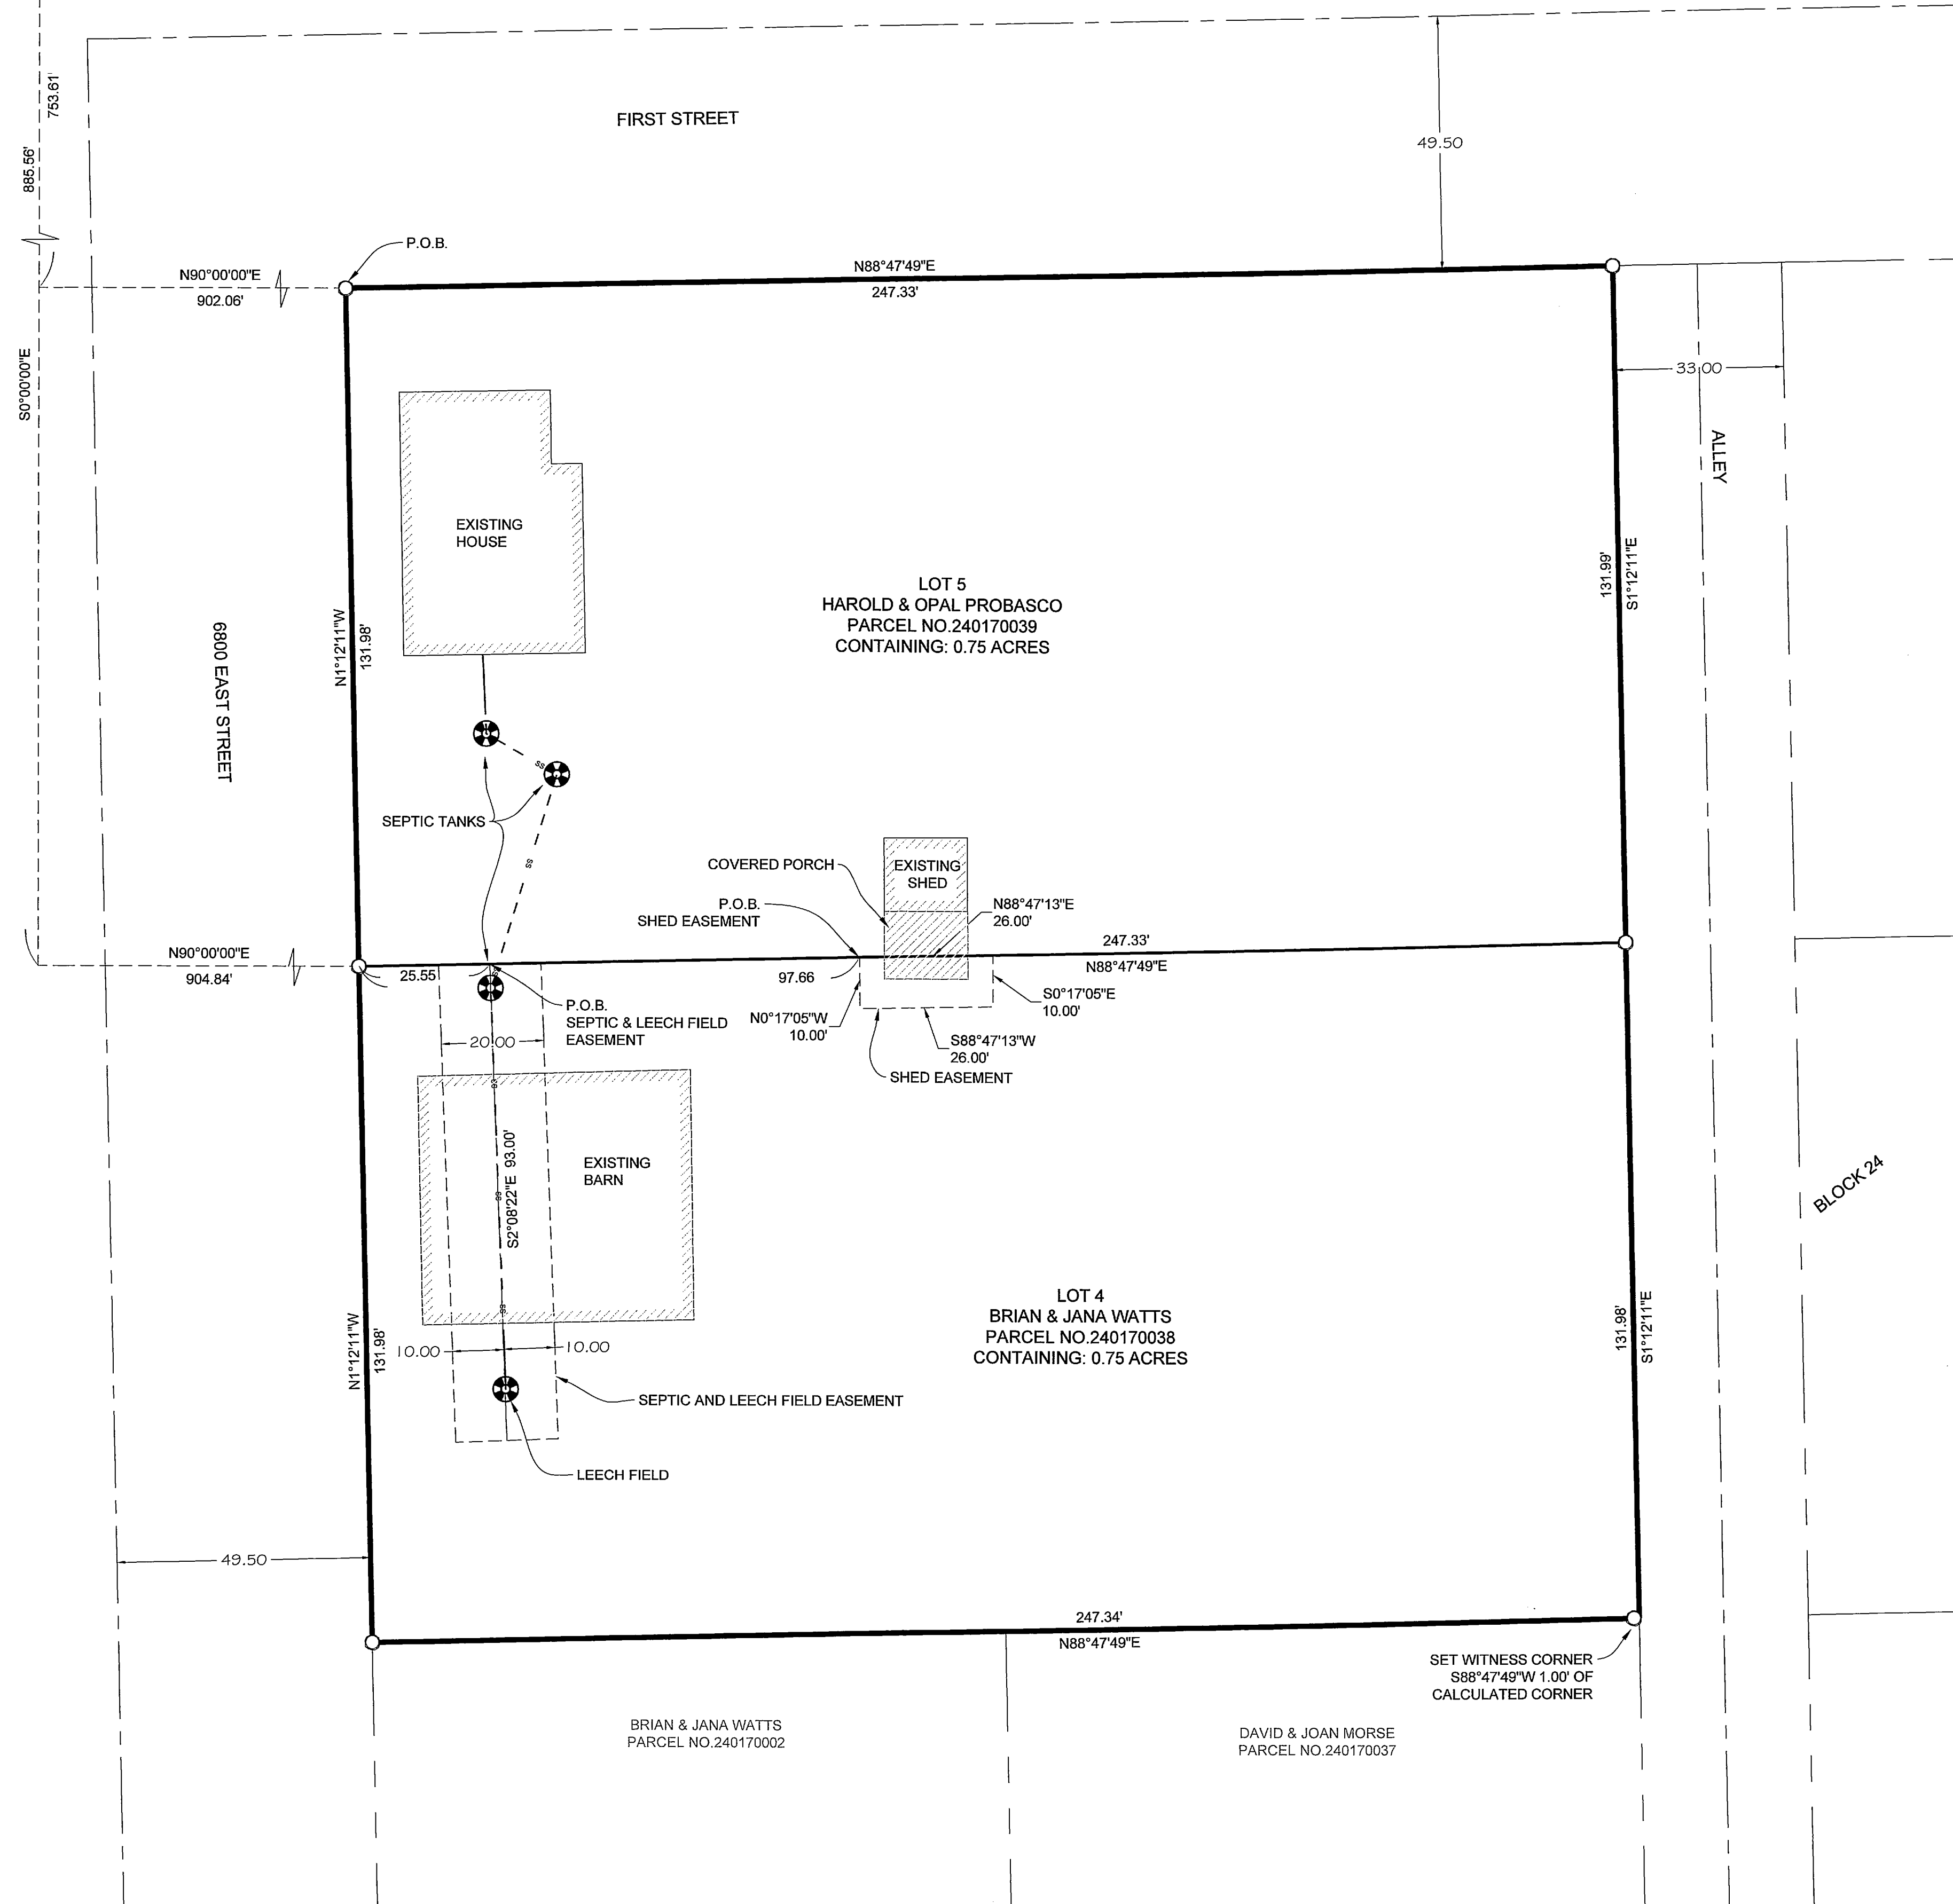 753.61'
885.56'
FIRST STREET
49.50
P.O.B.
N90°00'00"E
902.06'
N88°47'49"E
247.33'
S0°00'00"E
33.00
ALLEY
EXISTING
HOUSE
LOT 5
HAROLD & OPAL PROBASCO
PARCEL NO.240170039
CONTAINING: 0.75 ACRES
131.99'
S1°12'11"E
N1°12'11"W
131.98'
6800 EAST STREET
SS
SEPTIC TANKS
SS
COVERED PORCH
EXISTING
SHED
P.O.B.
SHED EASEMENT
N88°47'13"E
26.00'
247.33'
N88°47'49"E
N90°00'00"E
904.84'
25.55
97.66
P.O.B.
SEPTIC & LEECH FIELD
EASEMENT
20.00
N0°17'05"W
10.00'
S0°17'05"E
10.00'
S88°47'13"W
26.00'
SHED EASEMENT
S2°08'22"E 93.00'
SS
SS
SS
EXISTING
BARN
BLOCK 24
LOT 4
BRIAN & JANA WATTS
PARCEL NO.240170038
CONTAINING: 0.75 ACRES
N1°12'11"W
131.98'
131.98'
S1°12'11"E
10.00
10.00
SEPTIC AND LEECH FIELD EASEMENT
LEECH FIELD
49.50
247.34'
N88°47'49"E
SET WITNESS CORNER
S88°47'49"W 1.00' OF
CALCULATED CORNER
BRIAN & JANA WATTS
PARCEL NO.240170002
DAVID & JOAN MORSE
PARCEL NO.240170037